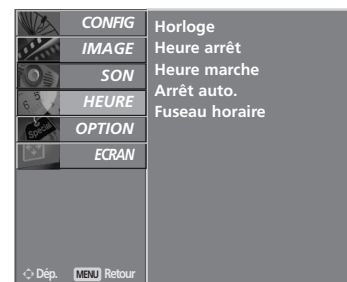 CONFIG
IMAGE
SON
HEURE
OPTION
ECRAN
Horloge
Heure arrêt
Heure marche
Arrêt auto.
Fuseau horaire
Dép. MENU Retour